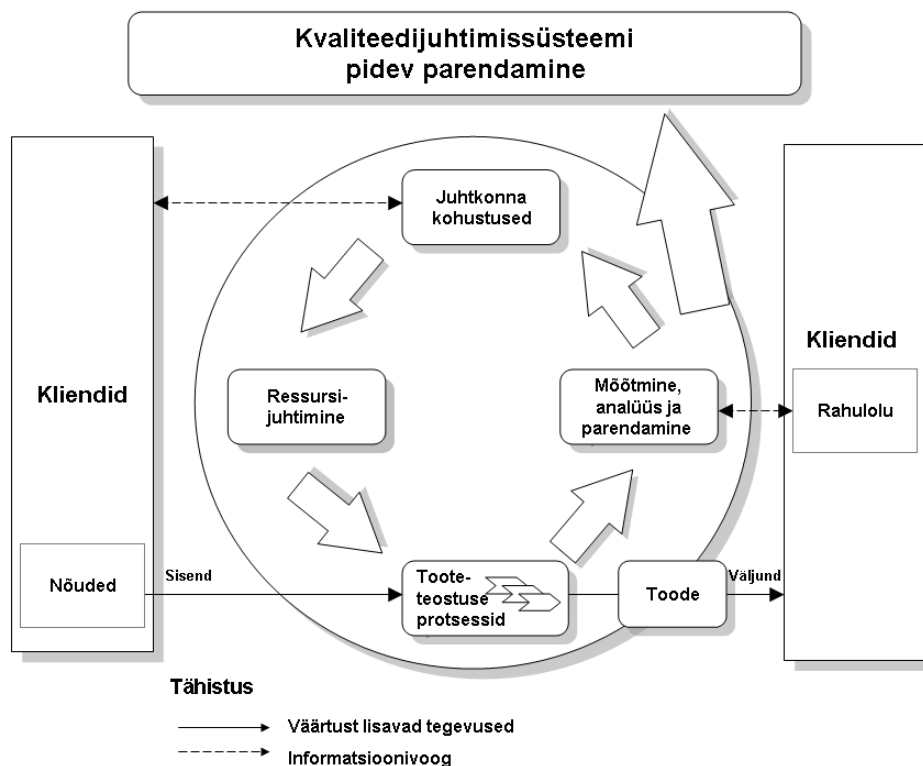 Kvaliteedijuhtimissüsteemi
pidev parendamine
Juhtkonna
kohustused
Kliendid
Ressursi-
juhtimine
Mõõtmine,
analüüs ja
parendamine
Kliendid
Rahulolu
Nõuded
Sisend
Toote-
teostuse
protsessid
Toode
Väljund
Tähistus
Väärtust lisavad tegevused
Informatsioonivoog